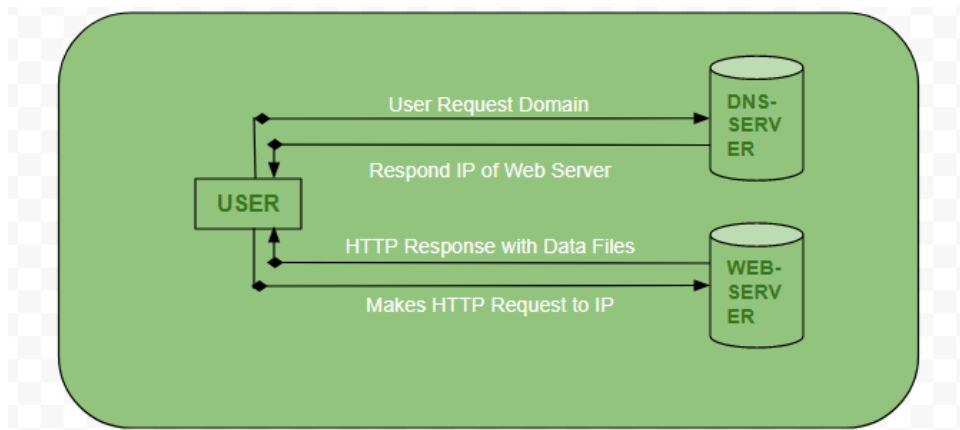 User Request Domain
DNS-
SERV
ER
Respond IP of Web Server
USER
HTTP Response with Data Files
WEB-
SERV
ER
Makes HTTP Request to IP